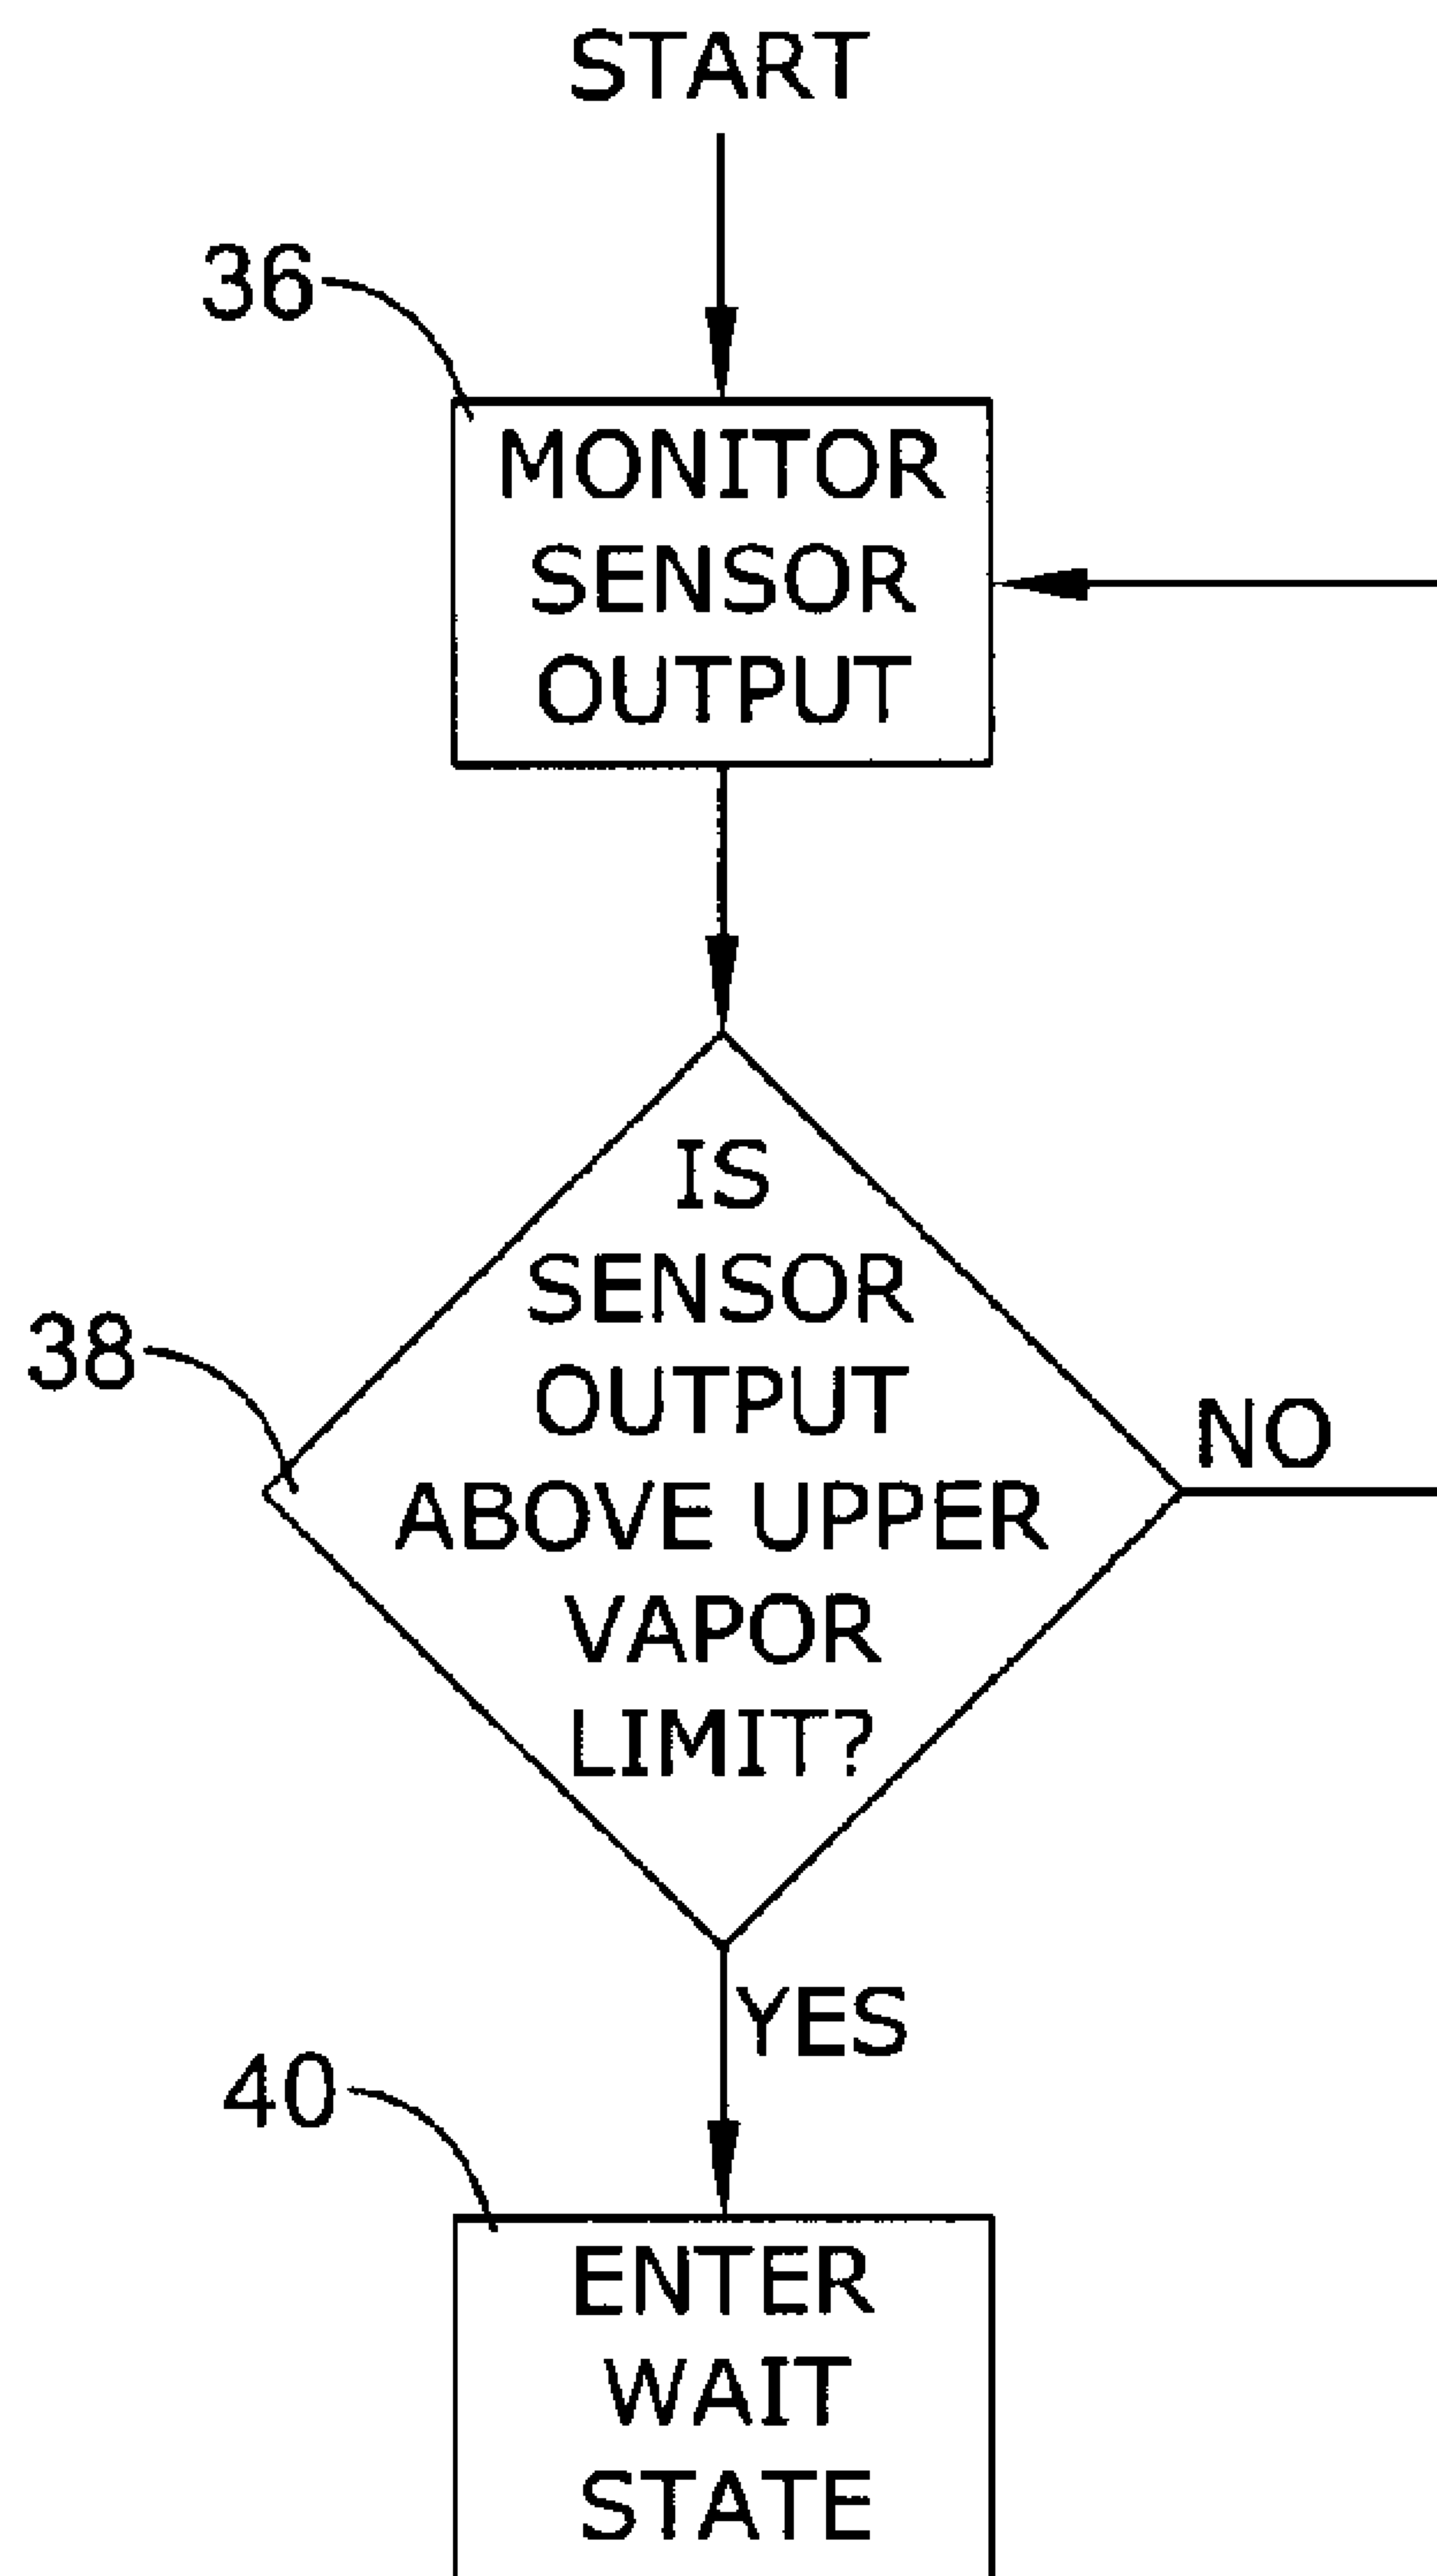 START
36
MONITOR
SENSOR
OUTPUT
38
IS
SENSOR
OUTPUT
ABOVE UPPER
VAPOR
LIMIT?
NO
YES
40
ENTER
WAIT
STATE